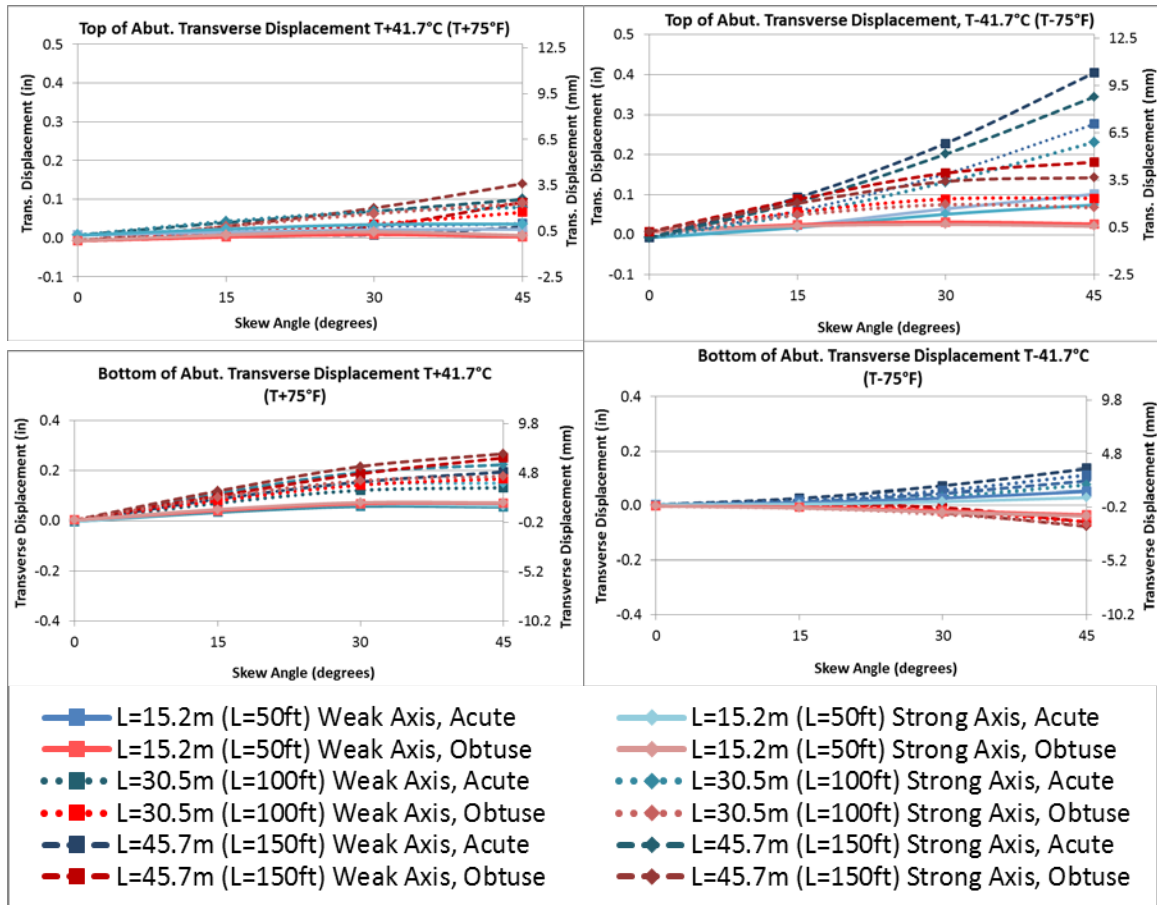 Top of Abut. Transverse Displacement T+41.7°C (T+75°F)
0.5
0.4
0.3
0.2
0.1
0.0
-0.1
12.5
9.5
6.5
3.5
0.5
-2.5
0 15 30 45
Trans. Displacement (in)
Trans. Displacement (mm)
Skew Angle (degrees)
Top of Abut. Transverse Displacement, T-41.7°C (T-75°F)
0.5
0.4
0.3
0.2
0.1
0.0
-0.1
12.5
9.5
6.5
3.5
0.5
-2.5
0 15 30 45
Trans. Displacement (in)
Trans. Displacement (mm)
Skew Angle (degrees)
Bottom of Abut. Transverse Displacement T+41.7°C
(T+75°F)
0.4
0.2
0.0
-0.2
-0.4
9.8
4.8
-0.2
-5.2
-10.2
0 15 30 45
Transverse Displacement (in)
Transverse Displacement (mm)
Skew Angle (degrees)
Bottom of Abut. Transverse Displacement T-41.7°C
(T-75°F)
0.4
0.2
0.0
-0.2
-0.4
9.8
4.8
-0.2
-5.2
-10.2
0 15 30 45
Transverse Displacement (in)
Transverse Displacement (mm)
Skew Angle (degrees)
L=15.2m (L=50ft) Weak Axis, Acute
L=15.2m (L=50ft) Weak Axis, Obtuse
L=30.5m (L=100ft) Weak Axis, Acute
L=30.5m (L=100ft) Weak Axis, Obtuse
L=45.7m (L=150ft) Weak Axis, Acute
L=45.7m (L=150ft) Weak Axis, Obtuse
L=15.2m (L=50ft) Strong Axis, Acute
L=15.2m (L=50ft) Strong Axis, Obtuse
L=30.5m (L=100ft) Strong Axis, Acute
L=30.5m (L=100ft) Strong Axis, Obtuse
L=45.7m (L=150ft) Strong Axis, Acute
L=45.7m (L=150ft) Strong Axis, Obtuse